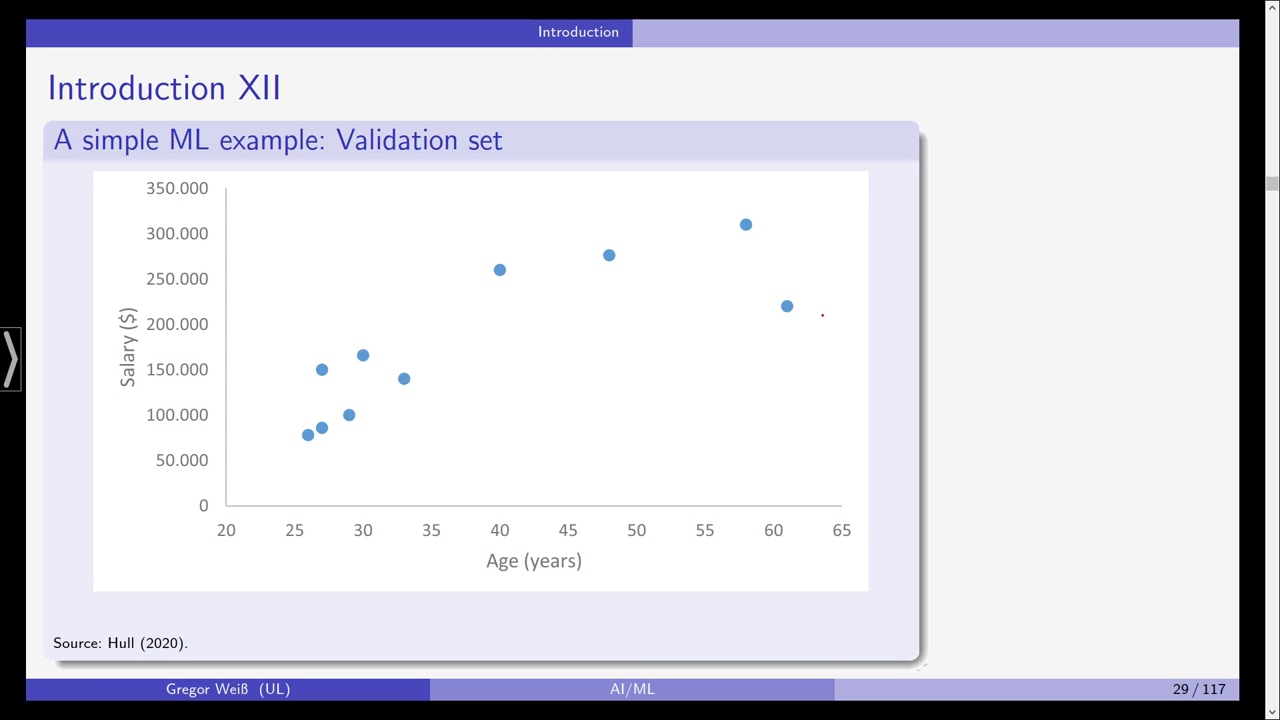 Introduction
Introduction XII
A simple ML example: Validation set
350.000
300.000
250.000
200.000
150.000
100.000
50.000
0
Salary ($)
20 25 30 35 40 45 50 55 60 65
Age (years)
Source: Hull (2020).
Gregor Weiß (UL) AI/ML 29 / 117